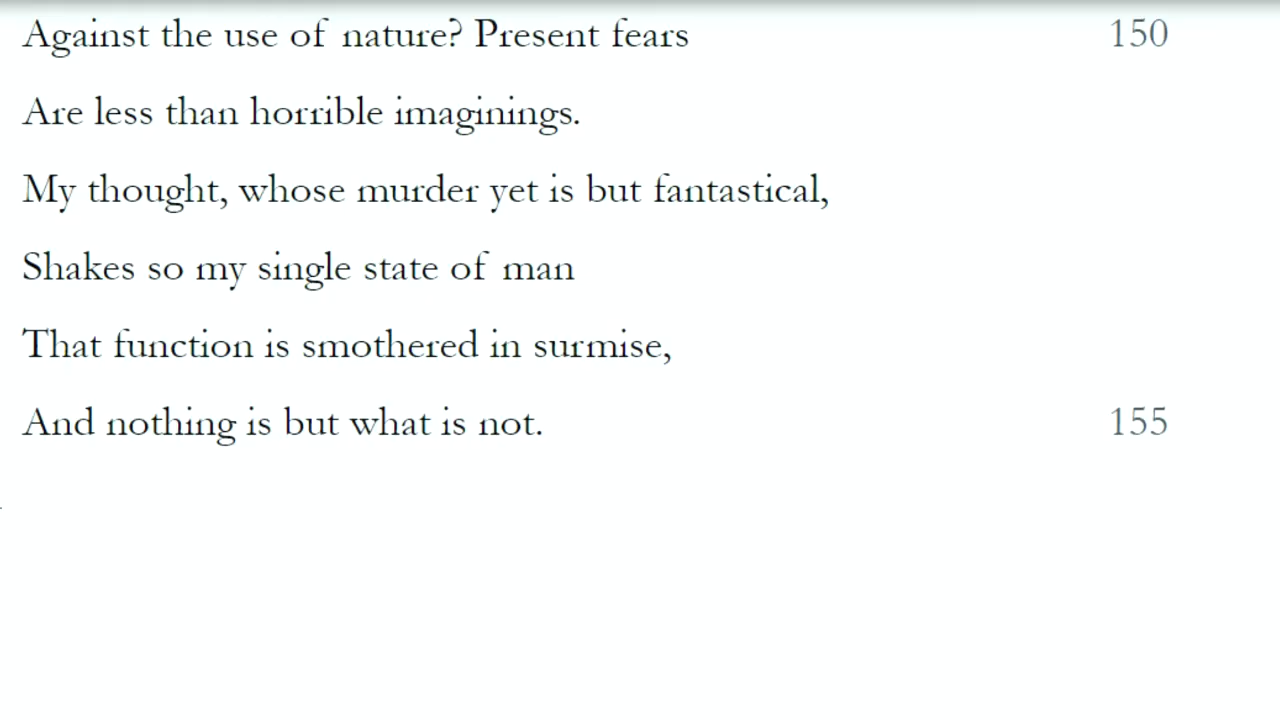 Against the use of nature? Present fears 150
Are less than horrible imaginings.
My thought, whose murder yet is but fantastical,
Shakes so my single state of man
That function is smothered in surmise,
And nothing is but what is not. 155